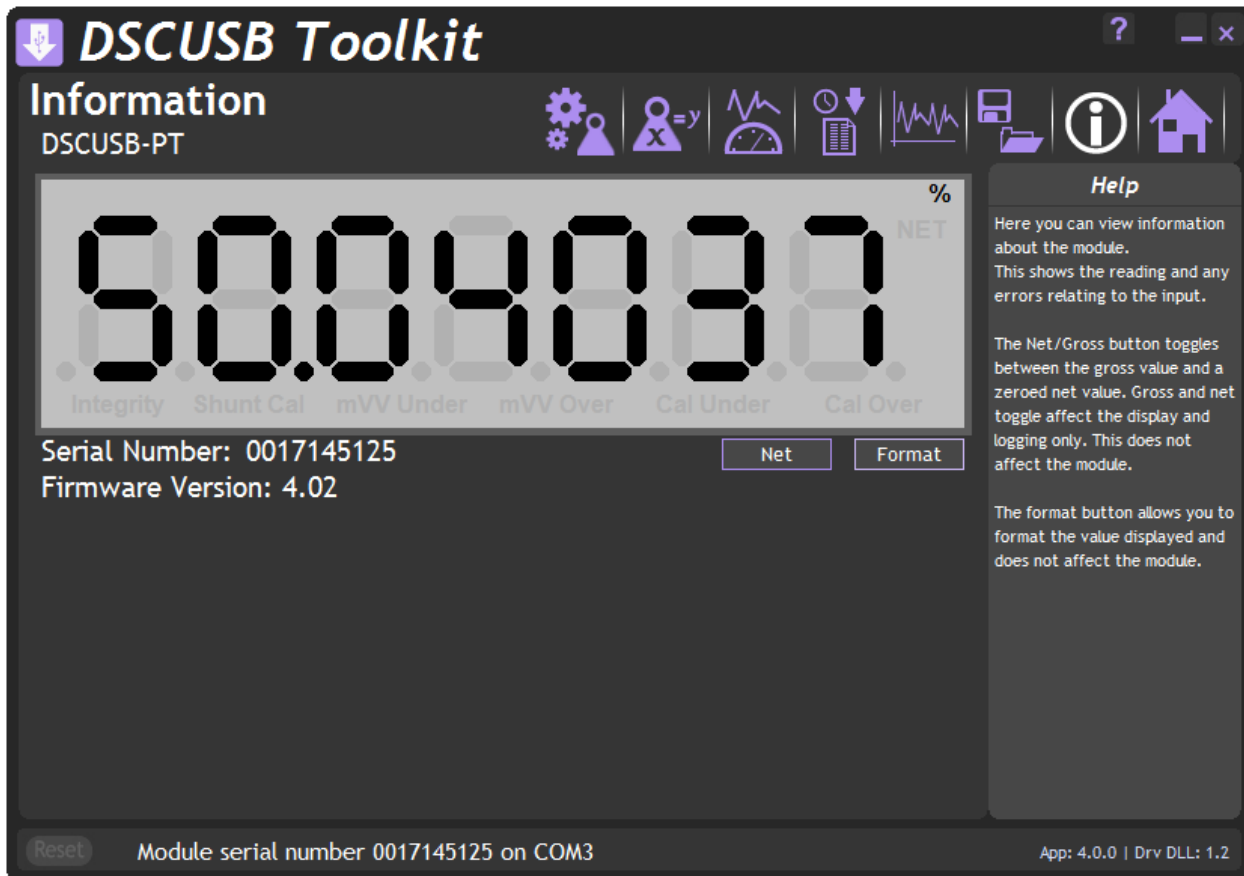 DSCUSB Toolkit
?
Information
DSCUSB-PT
x=y
%
50.04037
NET
Integrity Shunt Cal mVV Under mVV Over Cal Under Cal Over
Serial Number: 0017145125
Net Format
Firmware Version: 4.02
Help
Here you can view information
about the module.
This shows the reading and any
errors relating to the input.
The Net/Gross button toggles
between the gross value and a
zeroed net value. Gross and net
toggle affect the display and
logging only. This does not
affect the module.
The format button allows you to
format the value displayed and
does not affect the module.
Reset Module serial number 0017145125 on COM3 App: 4.0.0 | Drv DLL: 1.2